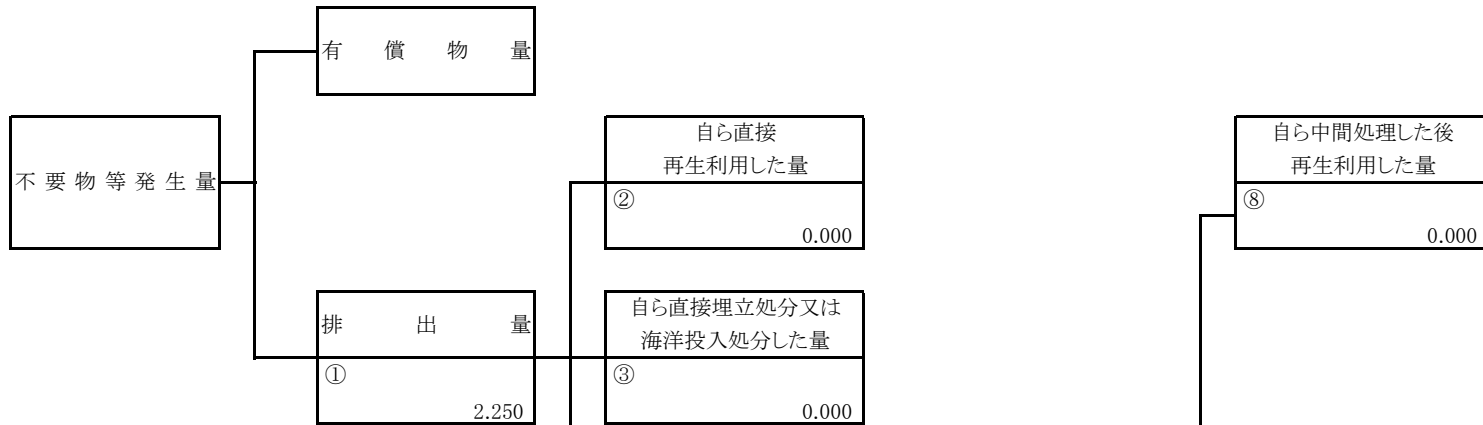 有償物量
不要物等発生量
自ら直接
再生利用した量
②
0.000
自ら中間処理した後
再生利用した量
⑧
0.000
排出量
①
2.250
自ら直接埋立処分又は
海洋投入処分した量
③
0.000